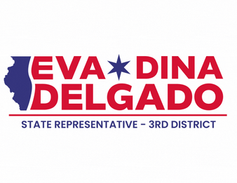 EVA DINA
DELGADO
STATE REPRESENTATIVE - 3RD DISTRICT